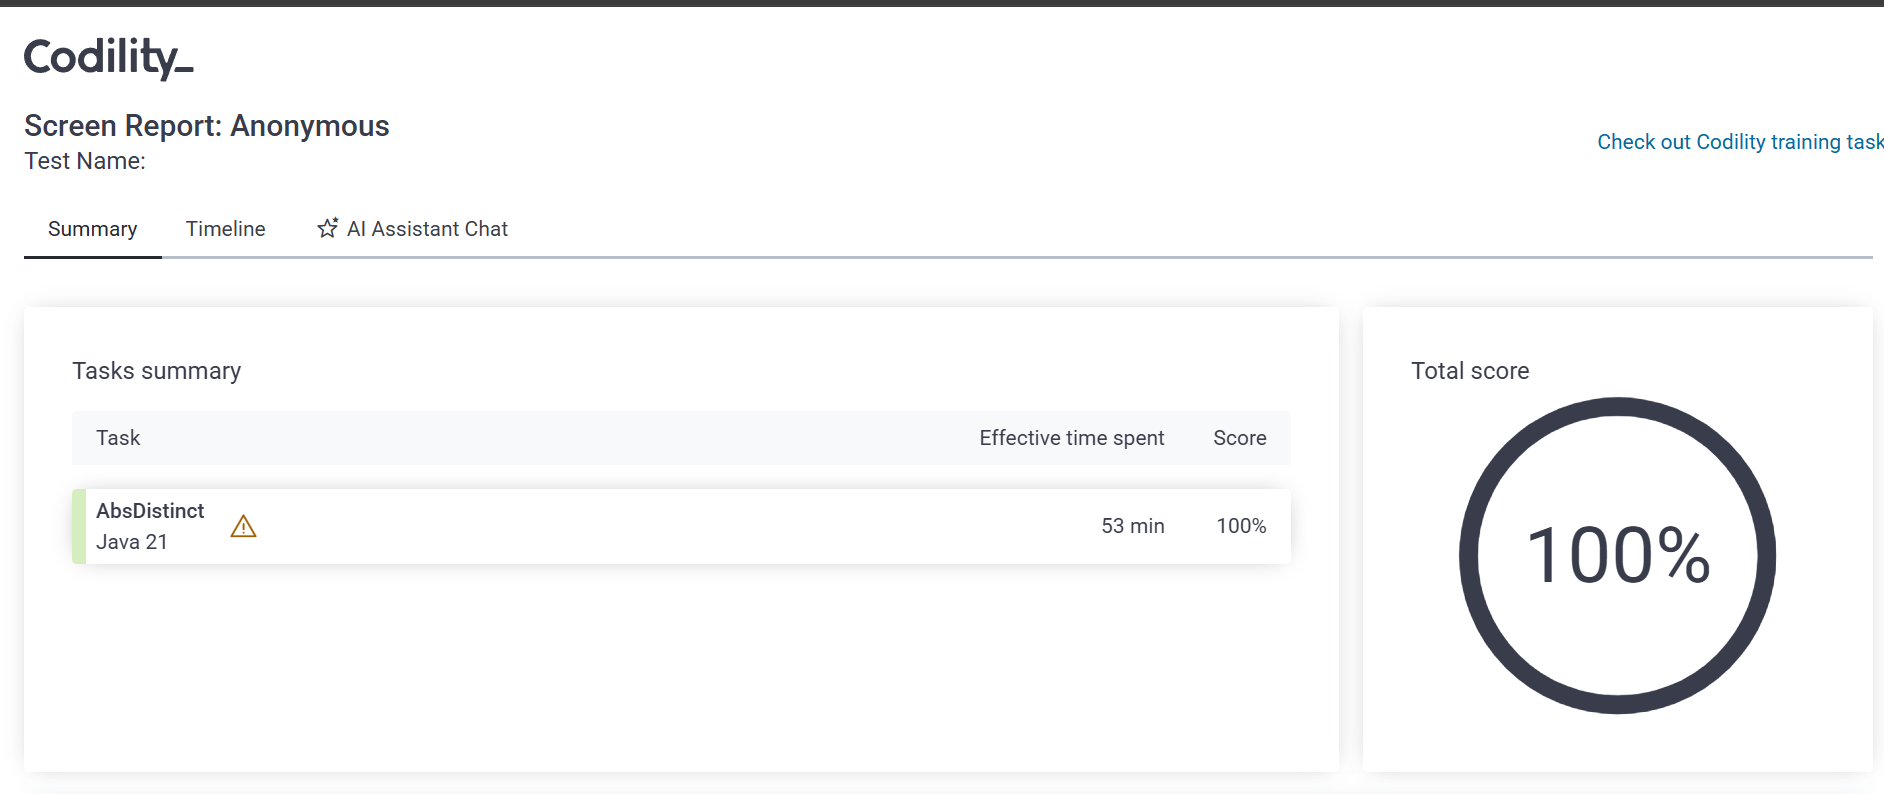 Codility_
Screen Report: Anonymous
Test Name:
Check out Codility training task
Summary
Timeline
AI Assistant Chat
Tasks summary
Task
Effective time spent
Score
AbsDistinct
Java 21
53 min
100%
Total score
100%